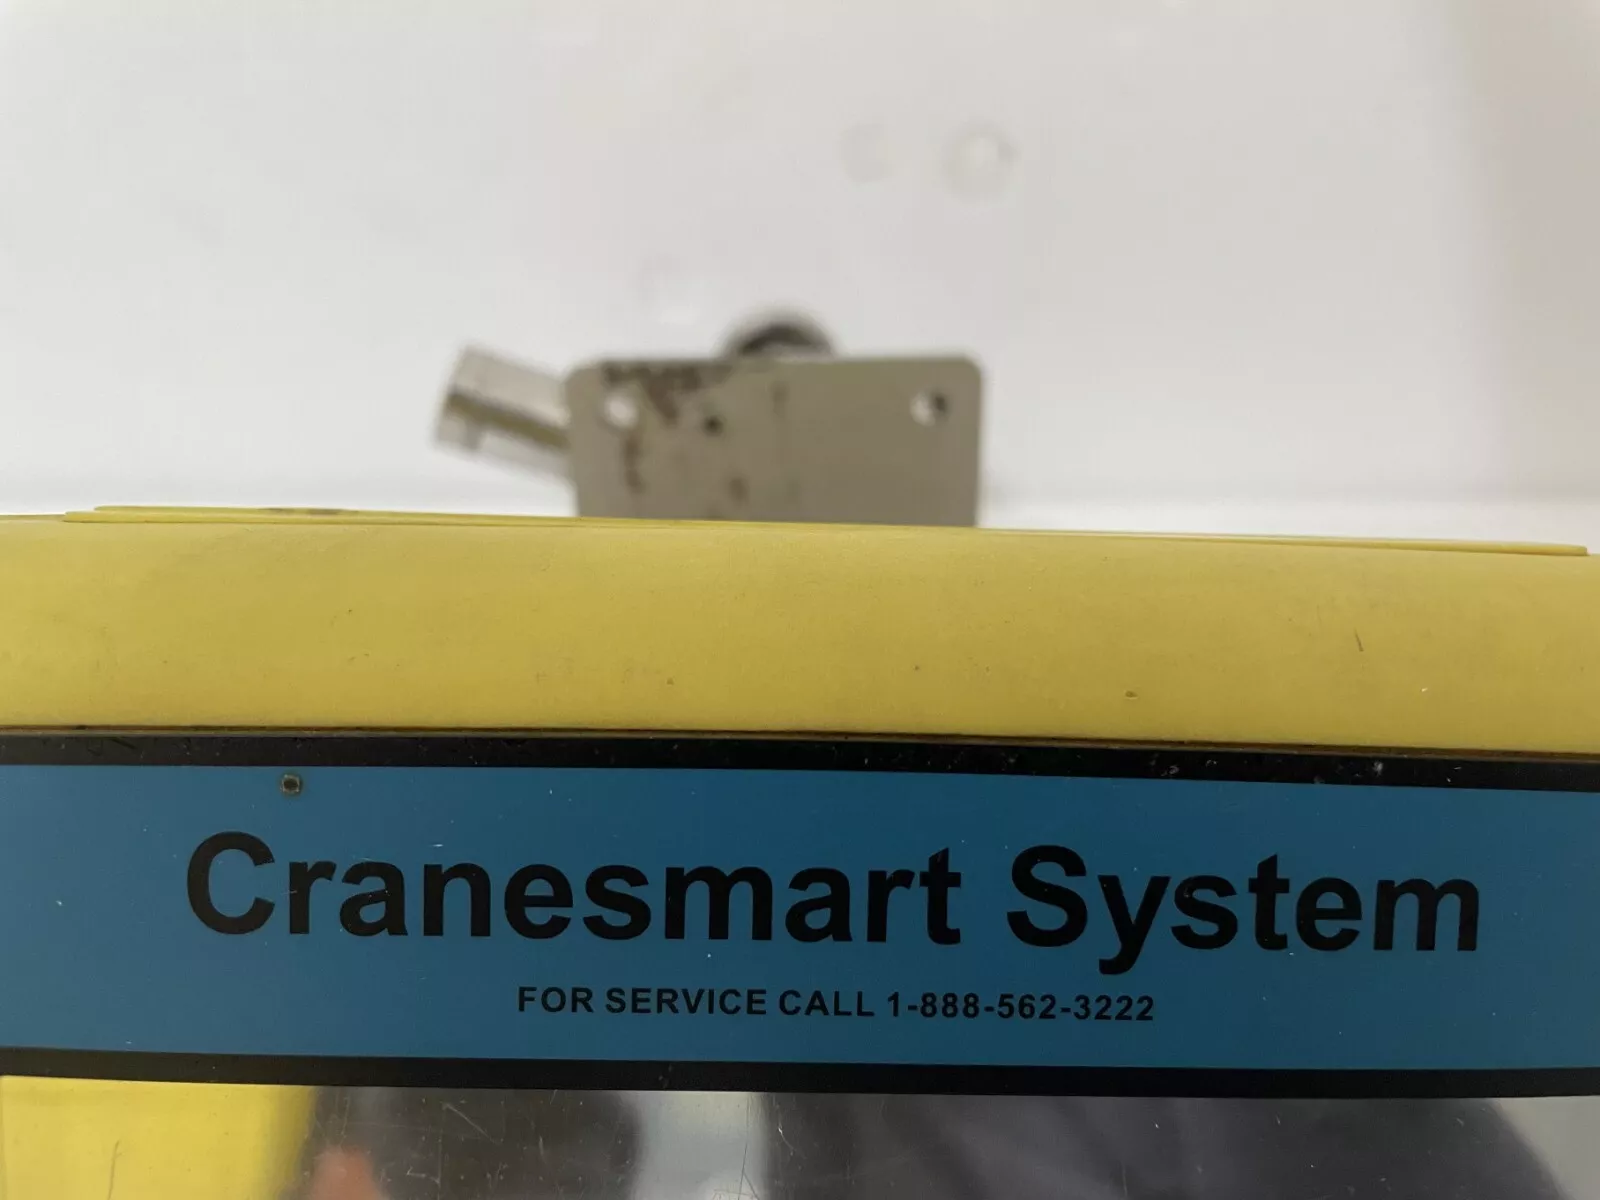 Cranesmart System
FOR SERVICE CALL 1-888-562-3222